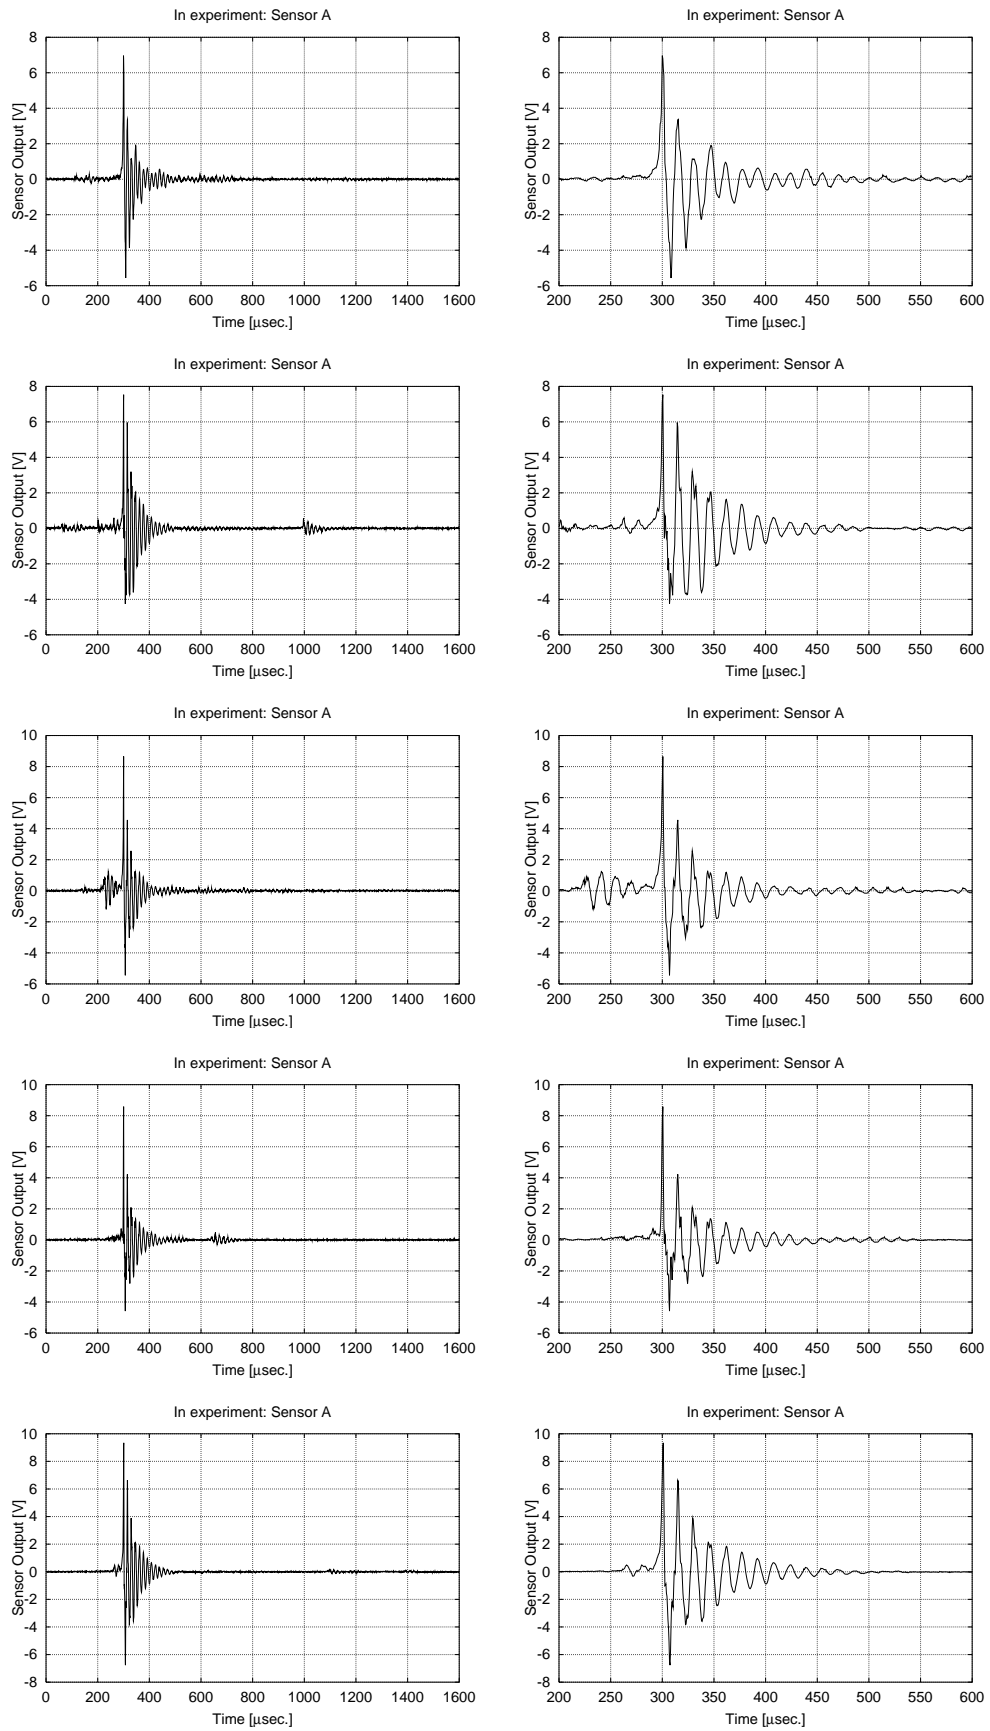 In experiment: Sensor A
In experiment: Sensor A
8
6
4
2
0
-2
-4
-6
Sensor Output [V]
0 200 400 600 800 1000 1200 1400 1600
Time [μsec.]
8
6
4
2
0
-2
-4
-6
Sensor Output [V]
200 250 300 350 400 450 500 550 600
Time [μsec.]
In experiment: Sensor A
In experiment: Sensor A
8
6
4
2
0
-2
-4
-6
Sensor Output [V]
0 200 400 600 800 1000 1200 1400 1600
Time [μsec.]
8
6
4
2
0
-2
-4
-6
Sensor Output [V]
200 250 300 350 400 450 500 550 600
Time [μsec.]
In experiment: Sensor A
In experiment: Sensor A
10
8
6
4
2
0
-2
-4
-6
Sensor Output [V]
0 200 400 600 800 1000 1200 1400 1600
Time [μsec.]
10
8
6
4
2
0
-2
-4
-6
Sensor Output [V]
200 250 300 350 400 450 500 550 600
Time [μsec.]
In experiment: Sensor A
In experiment: Sensor A
10
8
6
4
2
0
-2
-4
-6
Sensor Output [V]
0 200 400 600 800 1000 1200 1400 1600
Time [μsec.]
10
8
6
4
2
0
-2
-4
-6
Sensor Output [V]
200 250 300 350 400 450 500 550 600
Time [μsec.]
In experiment: Sensor A
In experiment: Sensor A
10
8
6
4
2
0
-2
-4
-6
-8
Sensor Output [V]
0 200 400 600 800 1000 1200 1400 1600
Time [μsec.]
10
8
6
4
2
0
-2
-4
-6
-8
Sensor Output [V]
200 250 300 350 400 450 500 550 600
Time [μsec.]